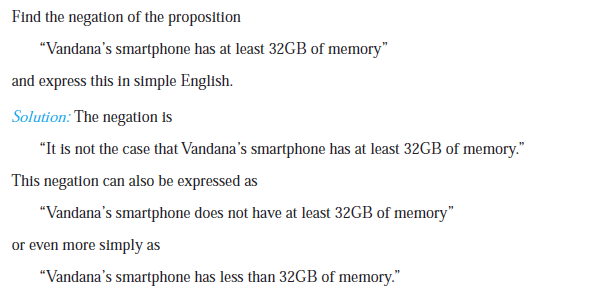 Find the negation of the proposition
“Vandana’s smartphone has at least 32GB of memory”
and express this in simple English.
Solution: The negation is
“It is not the case that Vandana’s smartphone has at least 32GB of memory.”
This negation can also be expressed as
“Vandana’s smartphone does not have at least 32GB of memory”
or even more simply as
“Vandana’s smartphone has less than 32GB of memory.”